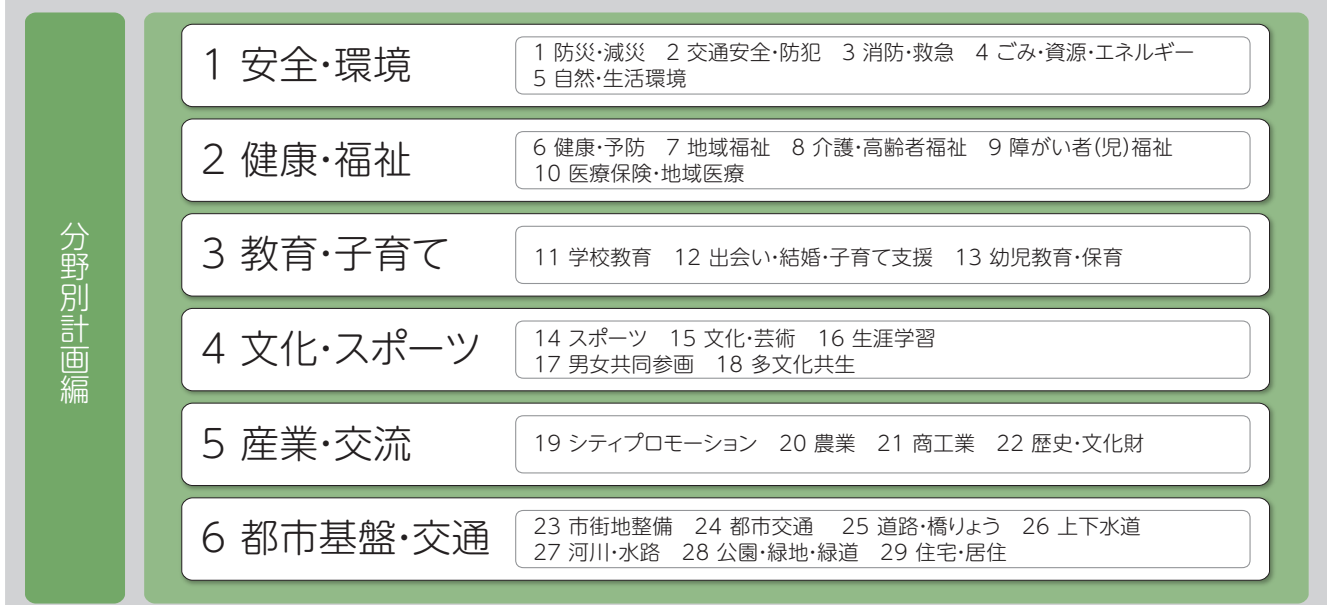 分野別計画編
1 安全・環境
1 防災・減災　2 交通安全・防犯　3 消防・救急　4 ごみ・資源・エネルギー
5 自然・生活環境
2 健康・福祉
6 健康・予防　7 地域福祉　8 介護・高齢者福祉　9 障がい者(児)福祉
10 医療保険・地域医療
3 教育・子育て
11 学校教育　12 出会い・結婚・子育て支援　13 幼児教育・保育
4 文化・スポーツ
14 スポーツ　15 文化・芸術　16 生涯学習
17 男女共同参画　18 多文化共生
5 産業・交流
19 シティプロモーション　20 農業　21 商工業　22 歴史・文化財
6 都市基盤・交通
23 市街地整備　24 都市交通　25 道路・橋りょう　26 上下水道
27 河川・水路　28 公園・緑地・緑道　29 住宅・居住